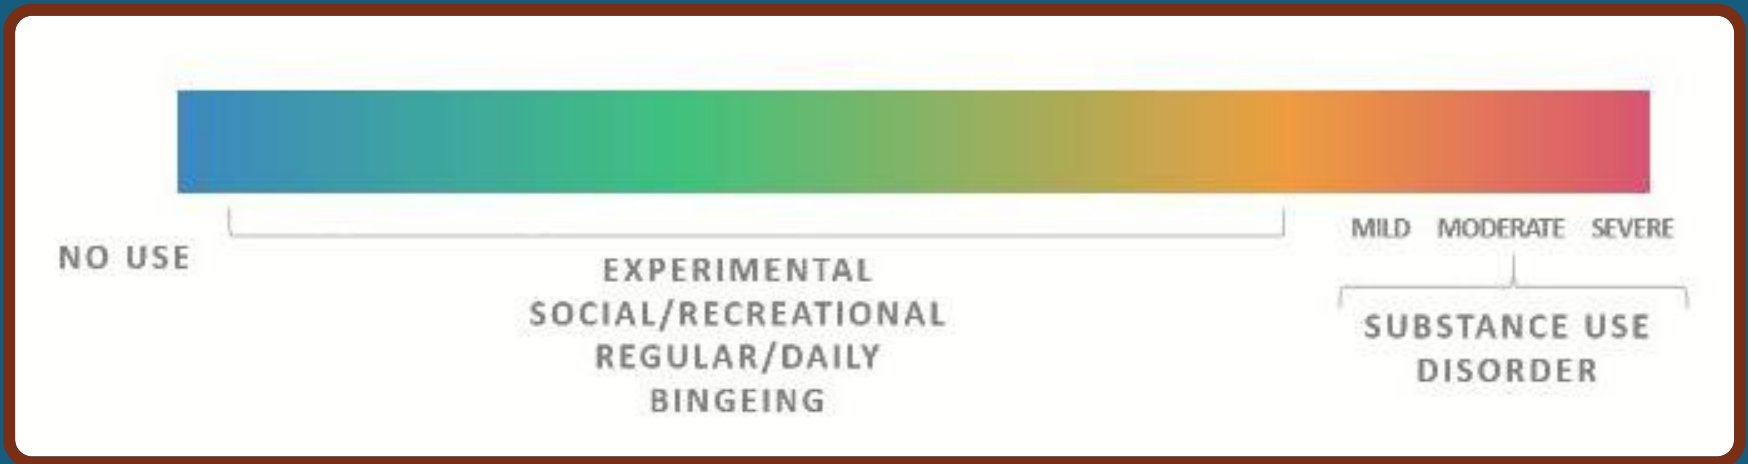 NO USE
EXPERIMENTAL
SOCIAL/RECREATIONAL
REGULAR/DAILY
BINGEING
MILD MODERATE SEVERE
SUBSTANCE USE
DISORDER